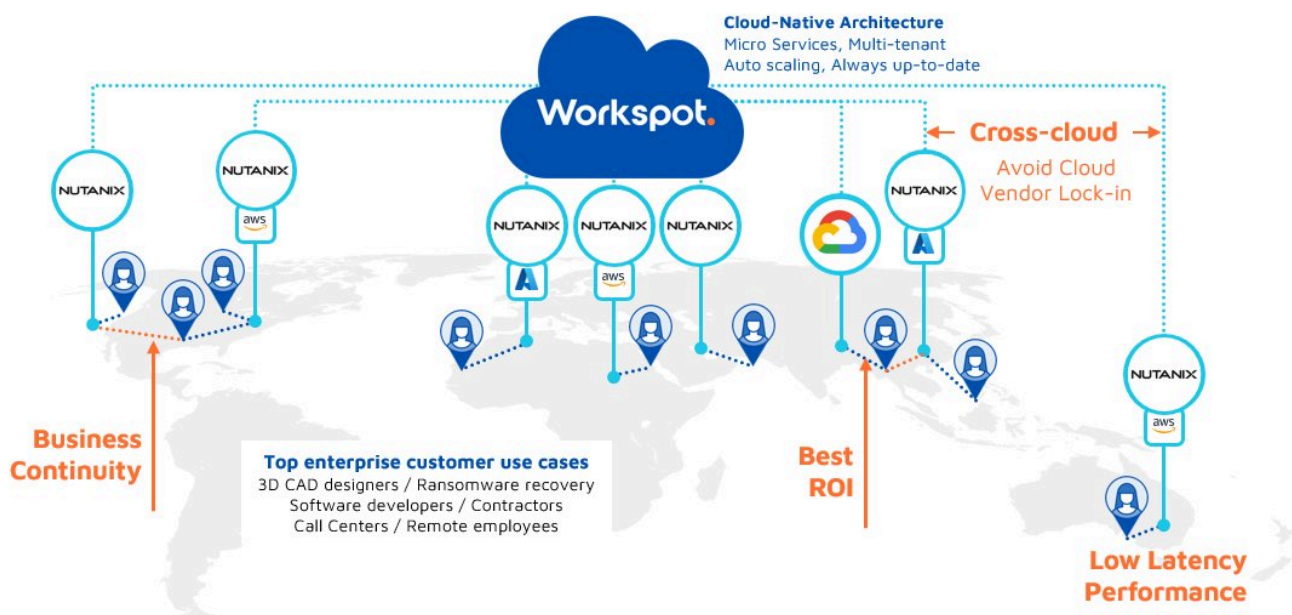 Cloud-Native Architecture
Micro Services, Multi-tenant
Auto scaling, Always up-to-date
Workspot.
Cross-cloud
Avoid Cloud
Vendor Lock-in
NUTANIX
NUTANIX
aws
NUTANIX
NUTANIX
aws
NUTANIX
NUTANIX
NUTANIX
aws
Business
Continuity
Top enterprise customer use cases
3D CAD designers / Ransomware recovery
Software developers / Contractors
Call Centers / Remote employees
Best
ROI
Low Latency
Performance